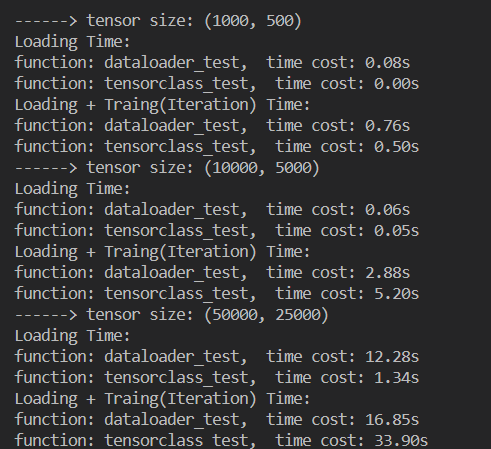 ------> tensor size: (1000, 500)
Loading Time:
function: dataloader_test,  time cost: 0.08s
function: tensorclass_test,  time cost: 0.00s
Loading + Traing(Iteration) Time:
function: dataloader_test,  time cost: 0.76s
function: tensorclass_test,  time cost: 0.50s
------> tensor size: (10000, 5000)
Loading Time:
function: dataloader_test,  time cost: 0.06s
function: tensorclass_test,  time cost: 0.05s
Loading + Traing(Iteration) Time:
function: dataloader_test,  time cost: 2.88s
function: tensorclass_test,  time cost: 5.20s
------> tensor size: (50000, 25000)
Loading Time:
function: dataloader_test,  time cost: 12.28s
function: tensorclass_test,  time cost: 1.34s
Loading + Traing(Iteration) Time:
function: dataloader_test,  time cost: 16.85s
function: tensorclass_test,  time cost: 33.90s